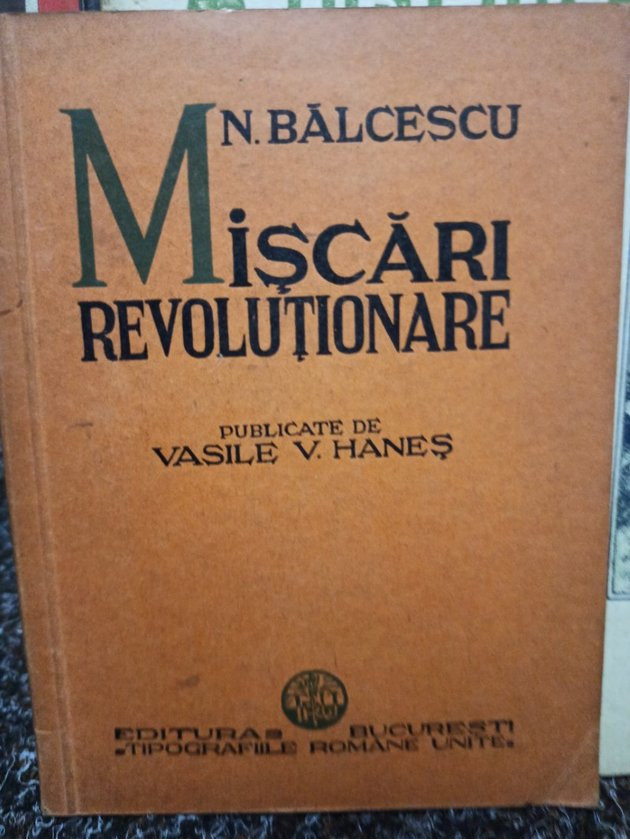 N. BĂLCESCU
MIŞCĂRI
REVOLUŢIONARE
PUBLICATE DE
VASILE V. HANEŞ
EDITURA BUCUREŞTI
„TIPOGRAFIILE ROMÂNE UNITE"